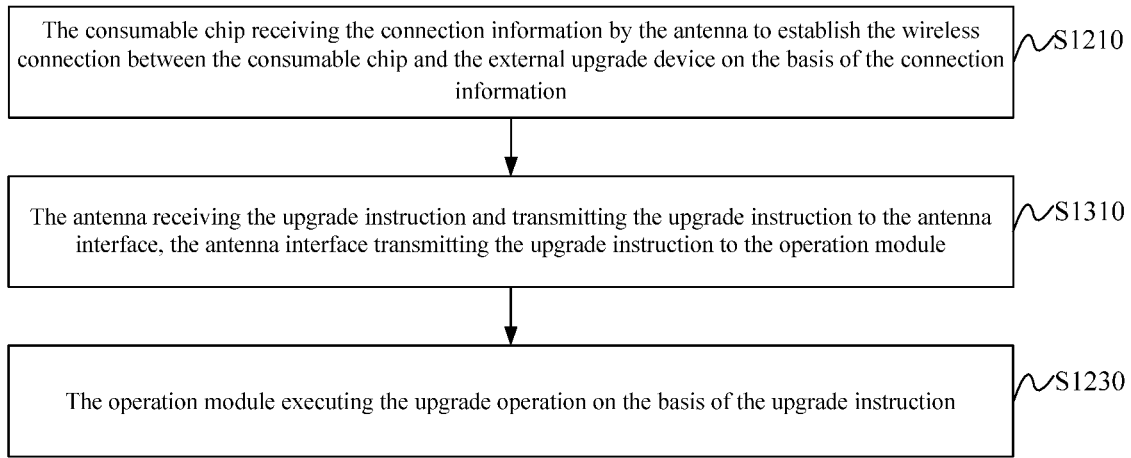 The consumable chip receiving the connection information by the antenna to establish the wireless
connection between the consumable chip and the external upgrade device on the basis of the connection
information
S1210
The antenna receiving the upgrade instruction and transmitting the upgrade instruction to the antenna
interface, the antenna interface transmitting the upgrade instruction to the operation module
S1310
The operation module executing the upgrade operation on the basis of the upgrade instruction
S1230